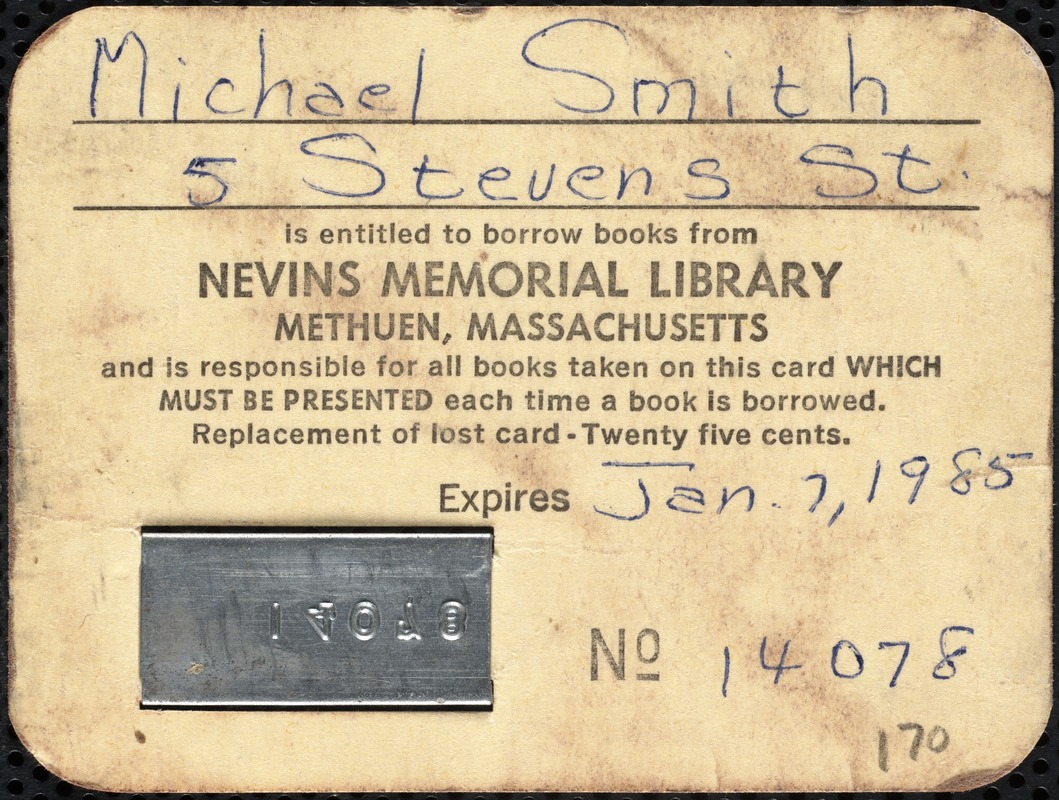 Michael Smith
5 Stevens St.
is entitled to borrow books from
NEVINS MEMORIAL LIBRARY
METHUEN, MASSACHUSETTS
and is responsible for all books taken on this card WHICH
MUST BE PRESENTED each time a book is borrowed.
Replacement of lost card - Twenty five cents.
Expires Jan. 7, 1985
14078
No 14078
170